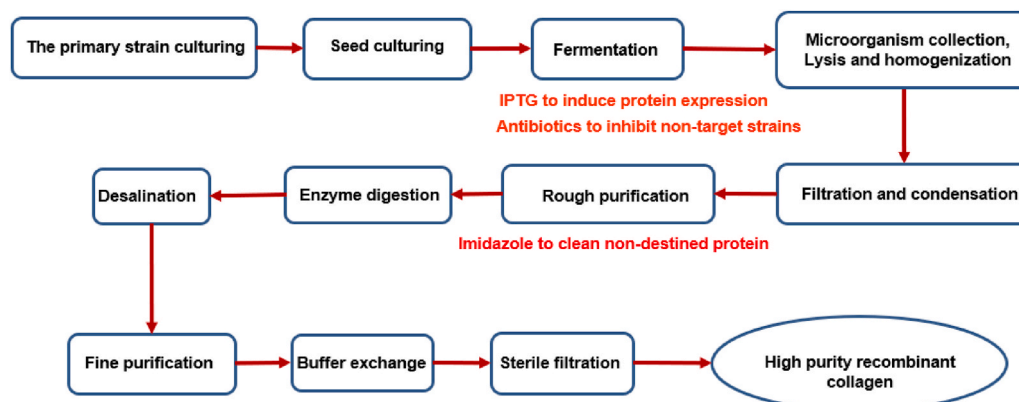 The primary strain culturing
Seed culturing
Fermentation
Microorganism collection,
Lysis and homogenization
IPTG to induce protein expression
Antibiotics to inhibit non-target strains
Desalination
Enzyme digestion
Rough purification
Filtration and condensation
Imidazole to clean non-destined protein
Fine purification
Buffer exchange
Sterile filtration
High purity recombinant
collagen